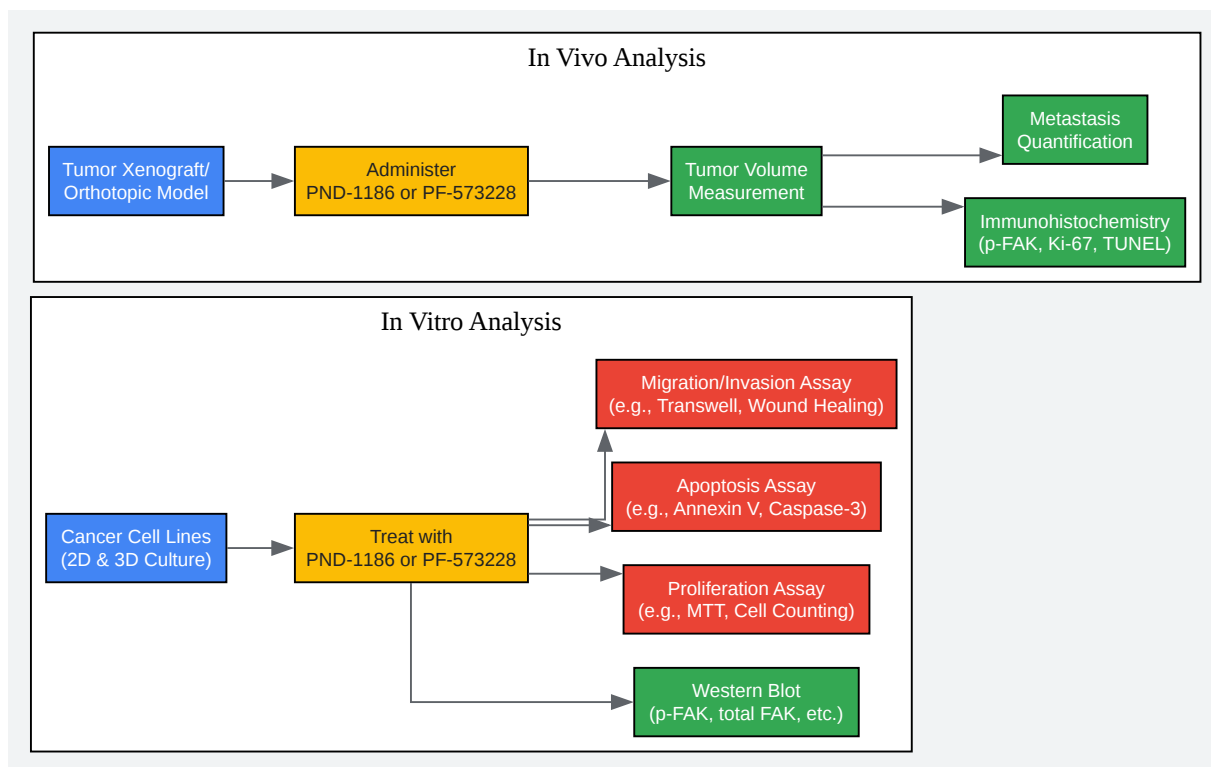 In Vivo Analysis
Tumor Xenograft/
Orthotopic Model
Administer
PND-1186 or PF-573228
Tumor Volume
Measurement
Metastasis
Quantification
Immunohistochemistry
(p-FAK, Ki-67, TUNEL)
In Vitro Analysis
Cancer Cell Lines
(2D & 3D Culture)
Treat with
PND-1186 or PF-573228
Migration/Invasion Assay
(e.g., Transwell, Wound Healing)
Apoptosis Assay
(e.g., Annexin V, Caspase-3)
Proliferation Assay
(e.g., MTT, Cell Counting)
Western Blot
(p-FAK, total FAK, etc.)